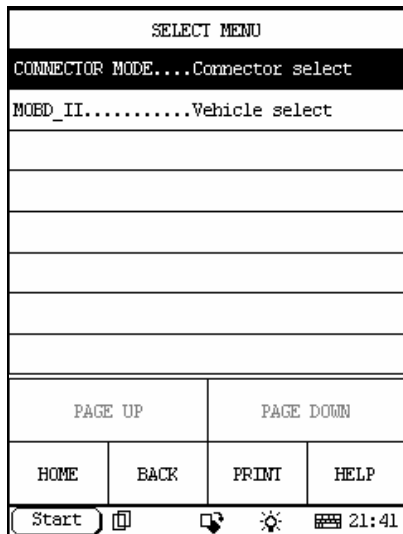 SELECT MENU
CONNECTOR MODE....Connector select
MOBD_II...........Vehicle select
PAGE UP PAGE DOWN
HOME BACK PRINT HELP
Start 21:41